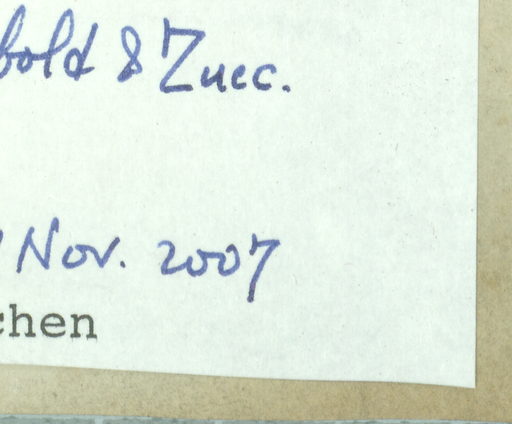 bold & Zucc.
Nov. 2007
chen